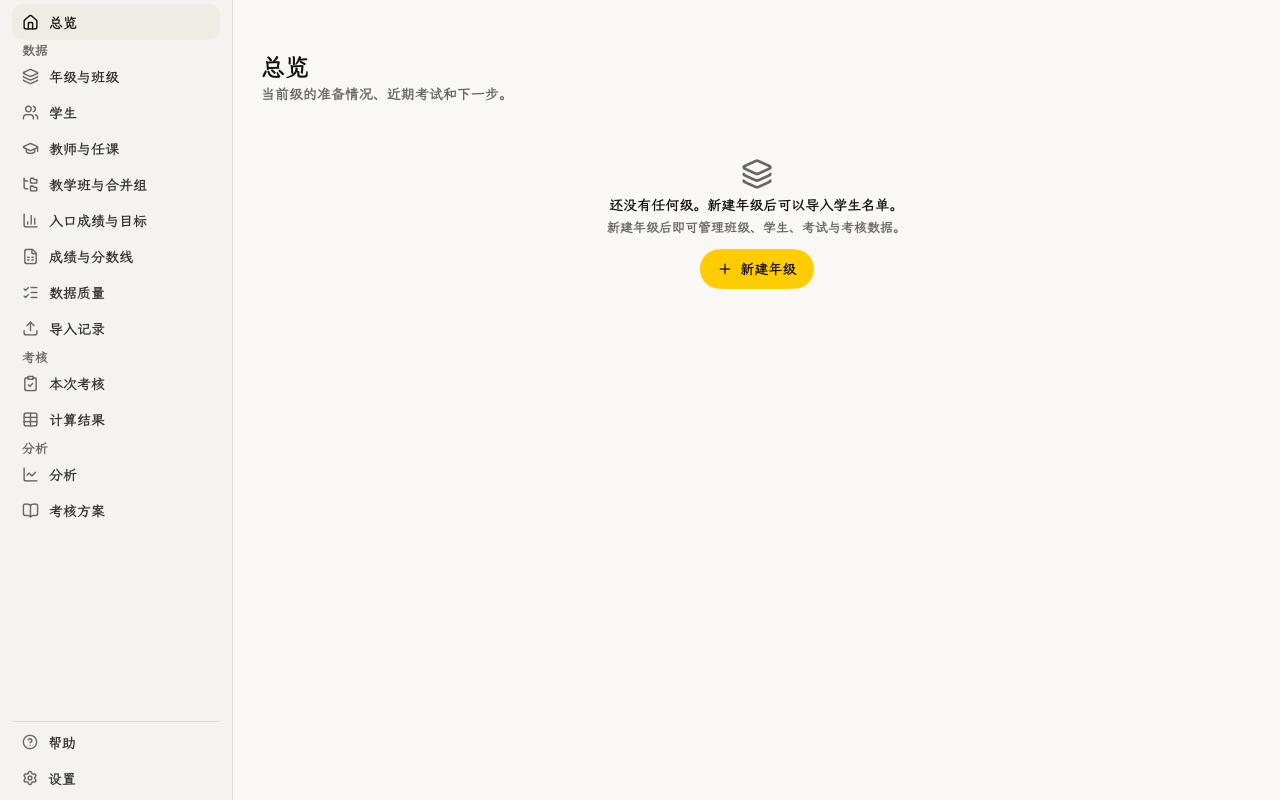 总览
数据
年级与班级
学生
教师与任课
教学班与合并组
入口成绩与目标
成绩与分数线
数据质量
导入记录
考核
本次考核
计算结果
分析
分析
考核方案
帮助
设置
总览
当前级的准备情况、近期考试和下一步。
还没有任何级。新建年级后可以导入学生名单。
新建年级后即可管理班级、学生、考试与考核数据。
新建年级